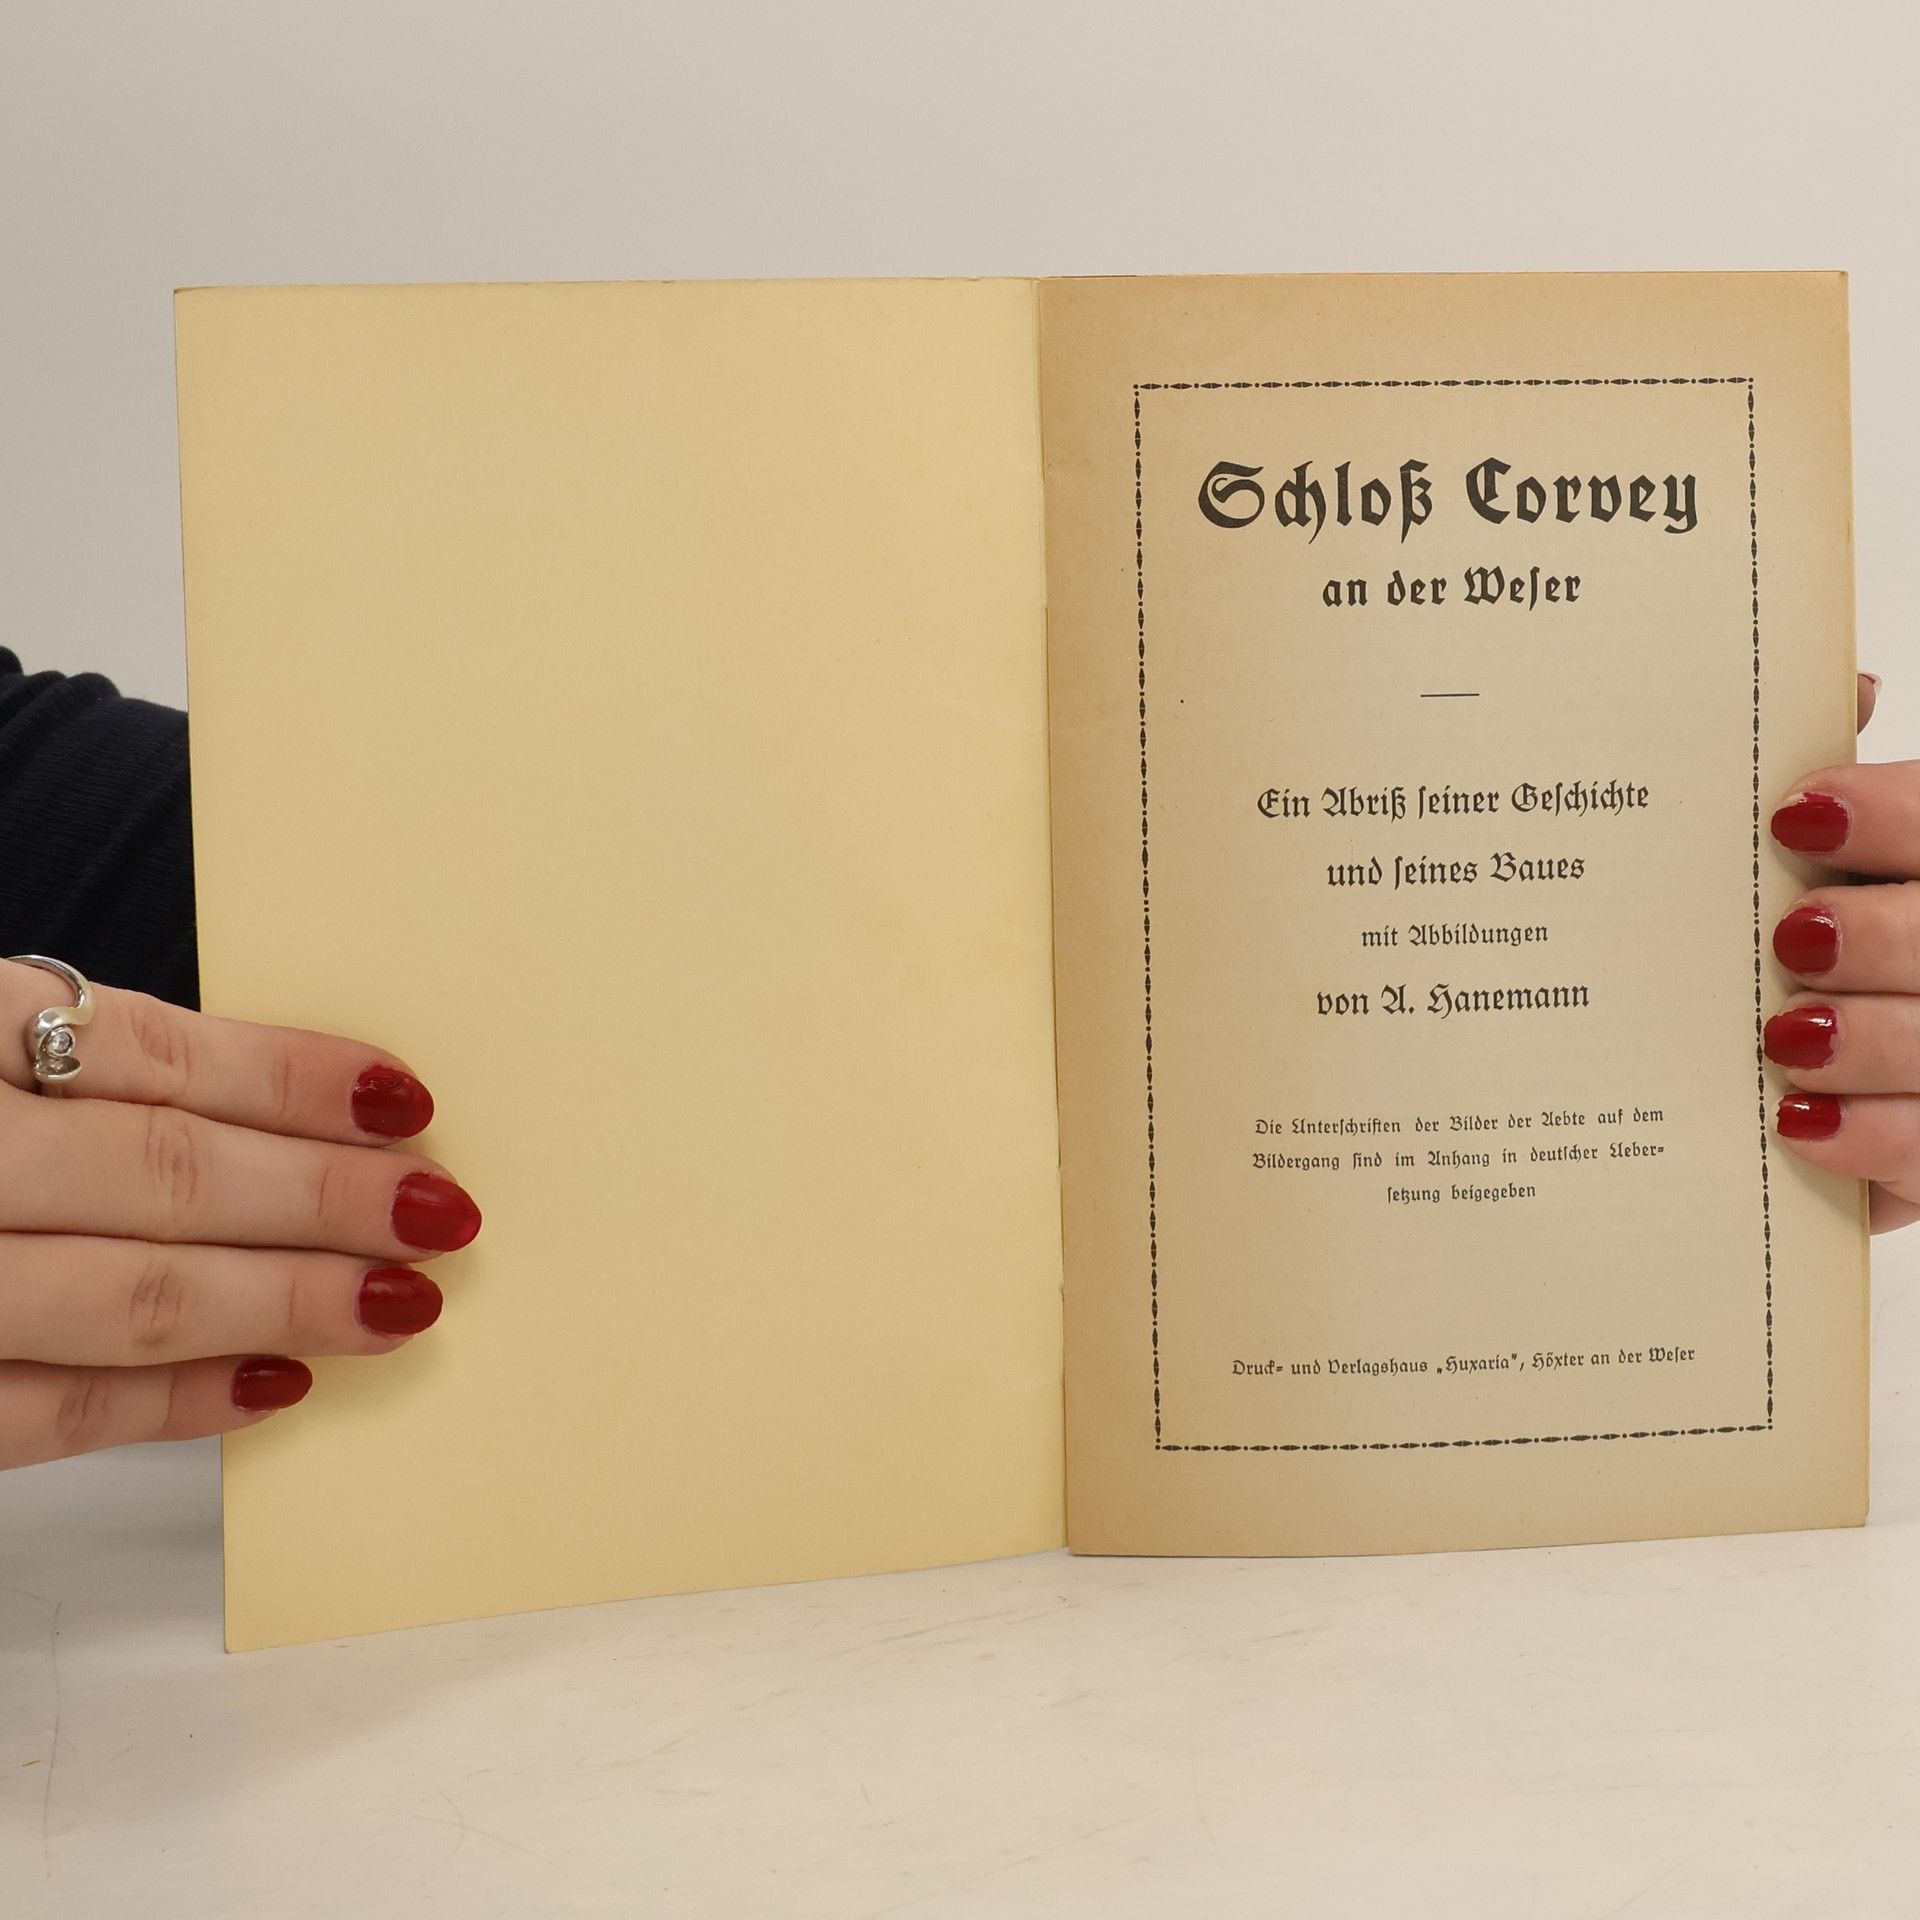 Schloß Corvey
an der Weſer
Ein Abriß ſeiner Geſchichte
und ſeines Baues
mit Abbildungen
von A. Hanemann
Die Unterſchriften der Bilder der Aebte auf dem
Bildergang ſind im Anhang in deutſcher Ueber-
ſetzung beigegeben
Druck- und Verlagshaus „Huxaria", Höxter an der Weſer